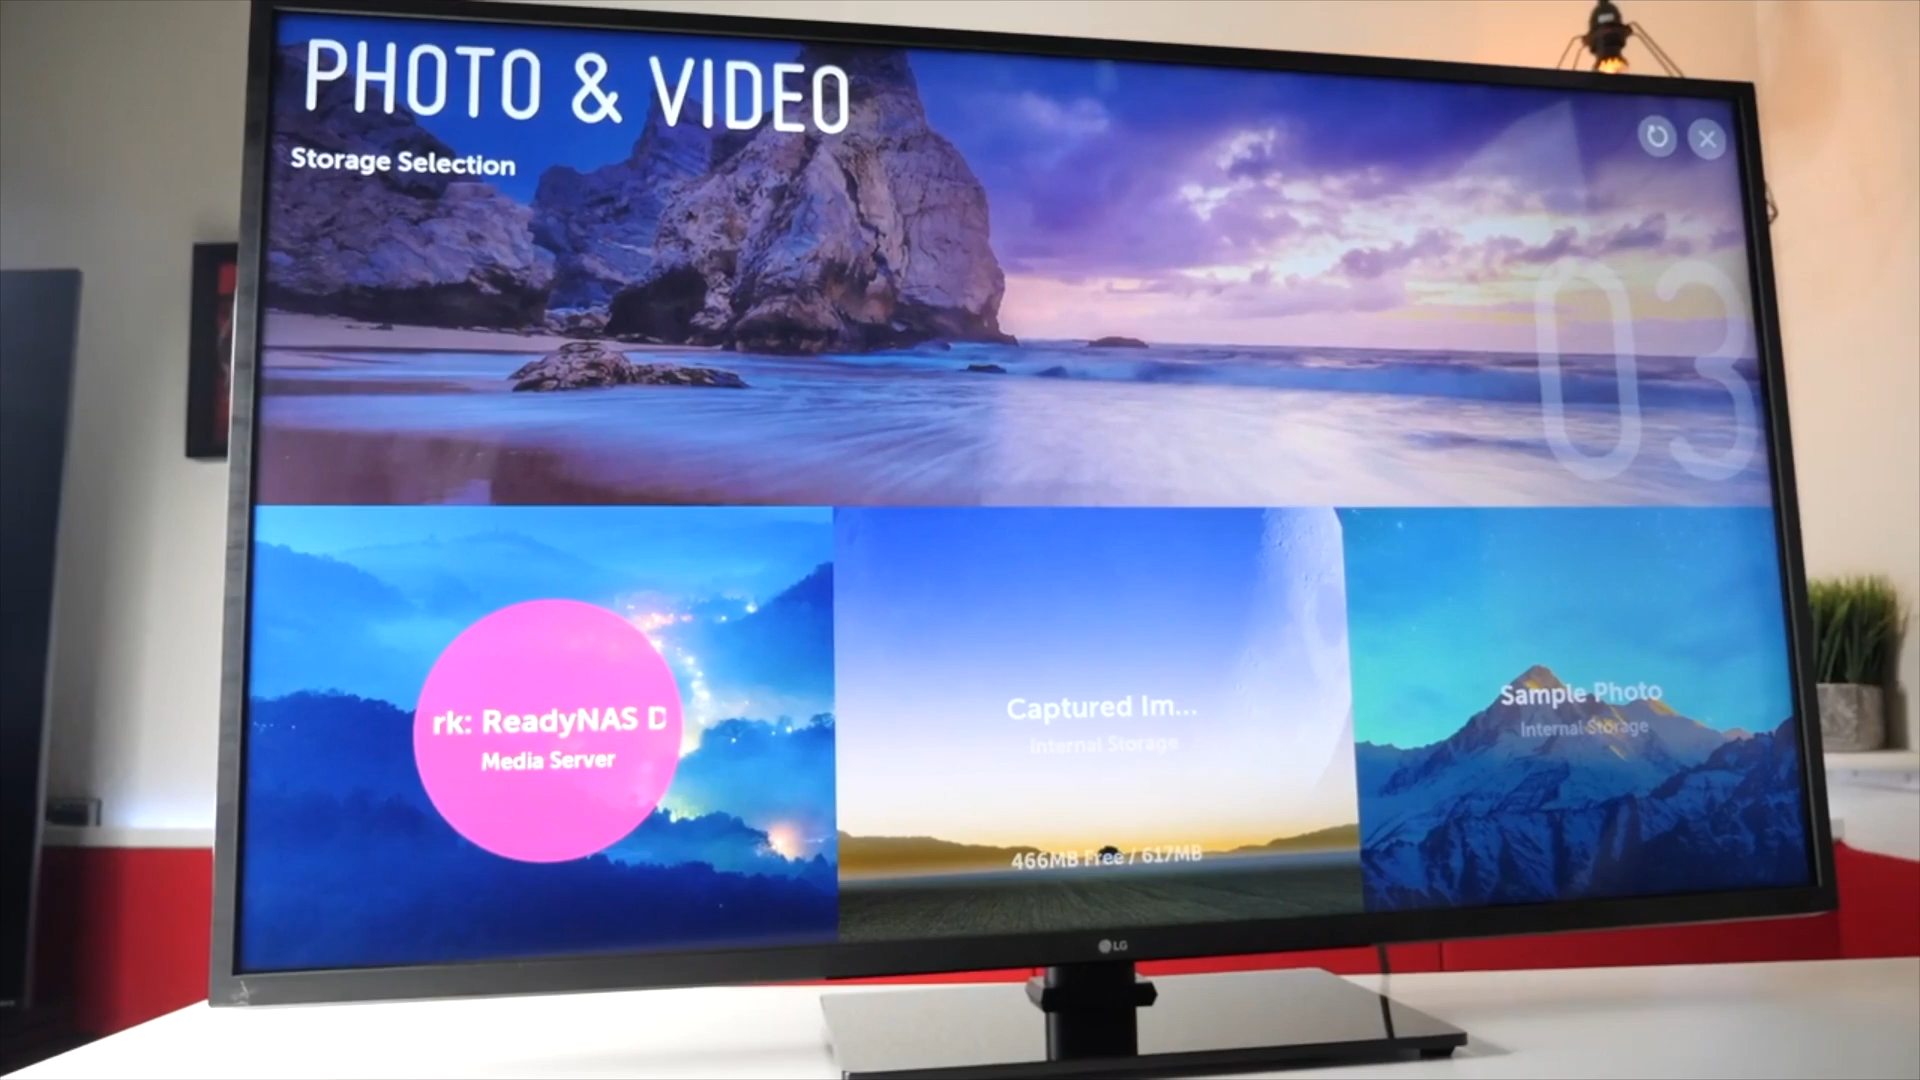 PHOTO & VIDEO
Storage Selection
03
rk: ReadyNAS D
Media Server
Captured Im...
Internal Storage
466MB Free / 617MB
Sample Photo
Internal Storage
LG